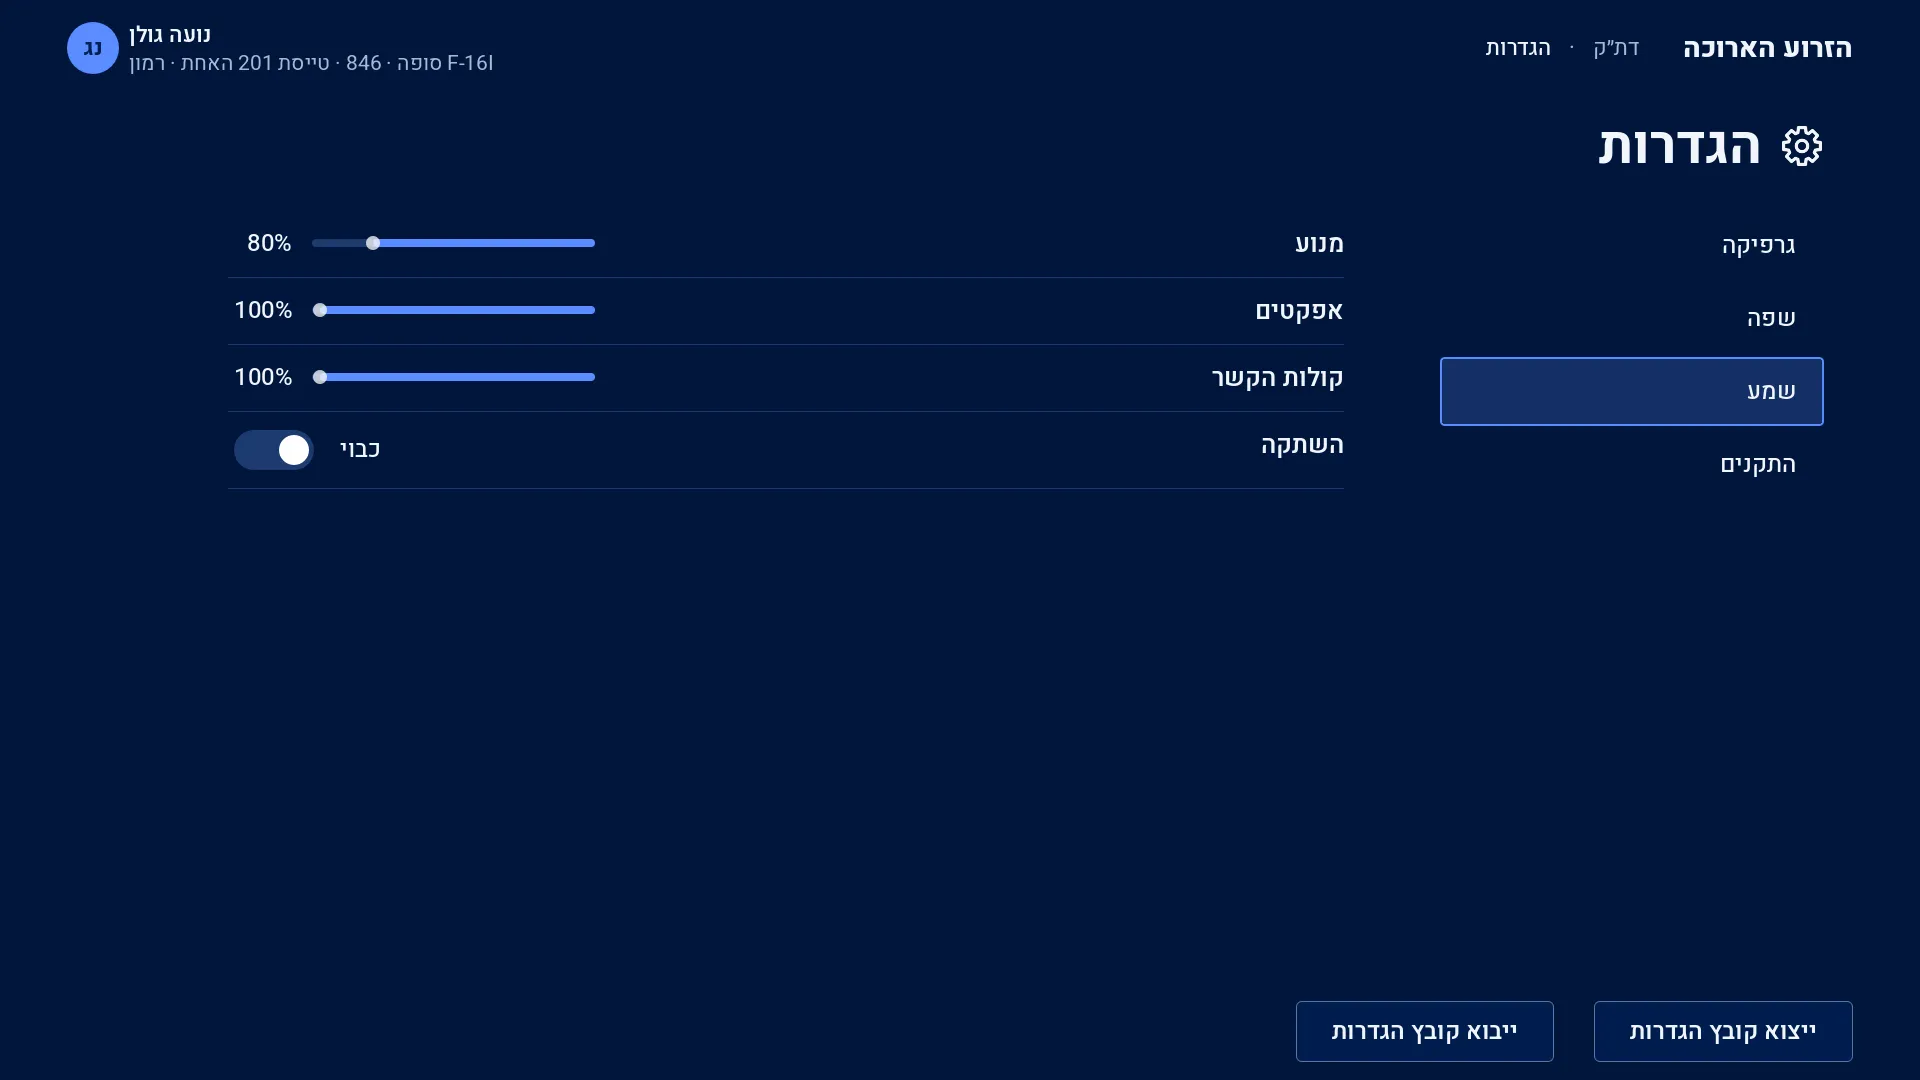 הזרוע הארוכה
דת״ק · הגדרות
נועה גולן
F-16I סופה · 846 · טייסת 201 האחת · רמון
נג
הגדרות
גרפיקה
שפה
שמע
התקנים
מנוע 80%
אפקטים 100%
קולות הקשר 100%
השתקה כבוי
ייצוא קובץ הגדרות
ייבוא קובץ הגדרות